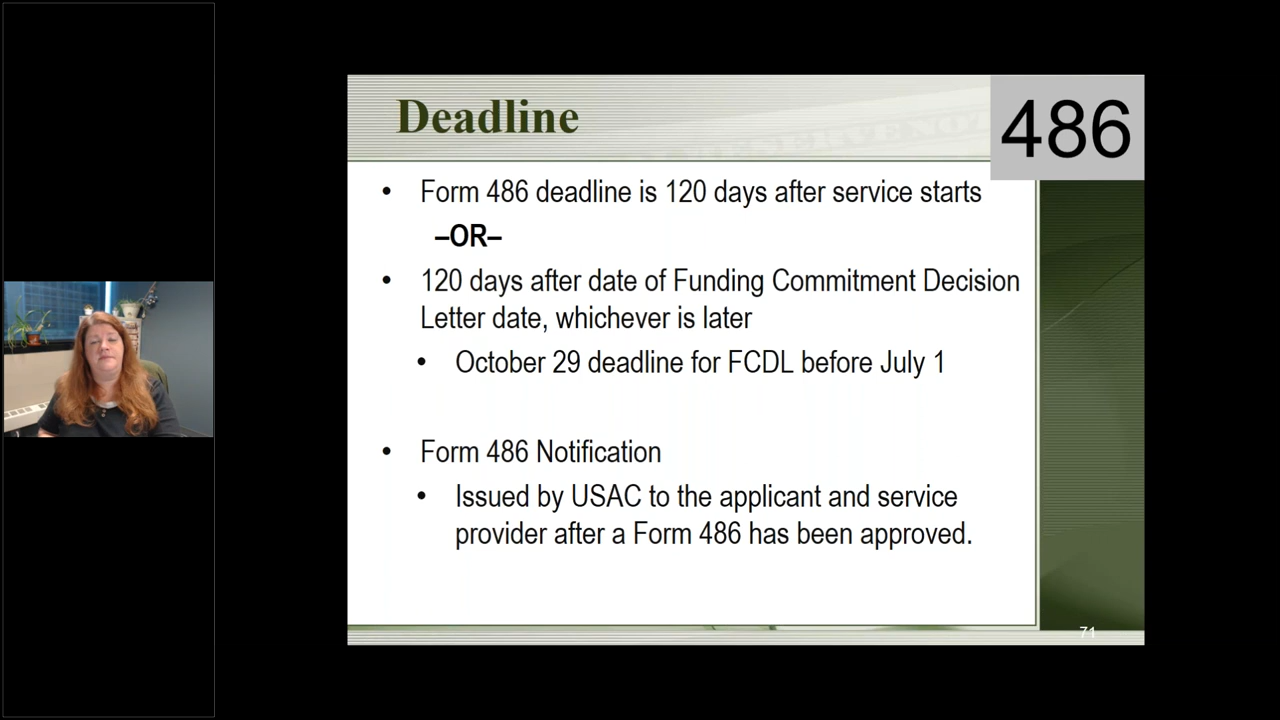 Deadline
486
• Form 486 deadline is 120 days after service starts
–OR–
• 120 days after date of Funding Commitment Decision
Letter date, whichever is later
• October 29 deadline for FCDL before July 1
• Form 486 Notification
• Issued by USAC to the applicant and service
provider after a Form 486 has been approved.
71